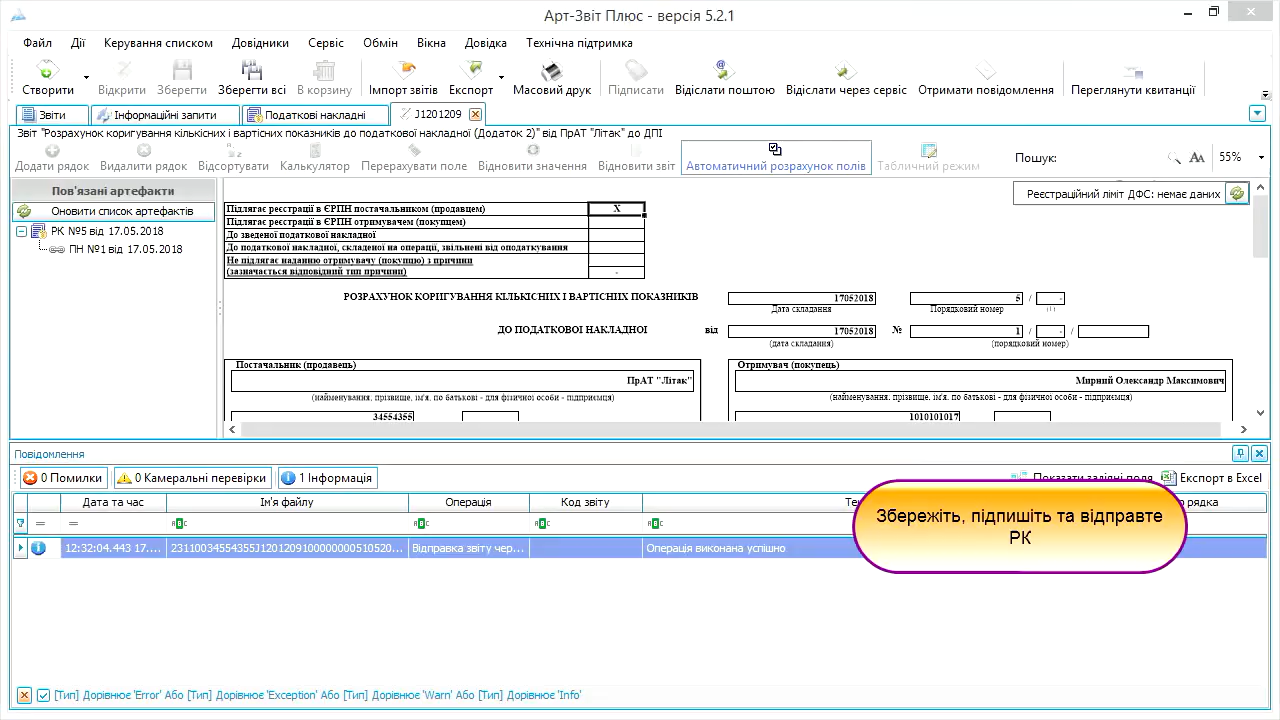 Арт-Звіт Плюс - версія 5.2.1
Файл Дії Керування списком Довідники Сервіс Обмін Вікна Довідка Технічна підтримка
Створити Відкрити Зберегти Зберегти всі В корзину Імпорт звітів Експорт Масовий друк Підписати Відіслати поштою Відіслати через сервіс Отримати повідомлення Переглянути квитанції
Звіти Інформаційні запити Податкові накладні J1201209
Звіт "Розрахунок коригування кількісних і вартісних показників до податкової накладної (Додаток 2)" від ПрАТ "Літак" до ДПІ
Додати рядок Видалити рядок Відсортувати Калькулятор Перерахувати поле Відновити значення Відновити звіт Автоматичний розрахунок полів Табличний режим Пошук: 55%
Пов'язані артефакти
Оновити список артефактів
РК №5 від 17.05.2018
ПН №1 від 17.05.2018
Реєстраційний ліміт ДФС: немає даних
Підлягає реєстрації в ЄРПН постачальником (продавцем) X
Підлягає реєстрації в ЄРПН отримувачем (покупцем)
До зведеної податкової накладної
До податкової накладної, складеної на операції, звільнені від оподаткування
Не підлягає наданню отримувачу (покупцю) з причини
(зазначається відповідний тип причини) -
РОЗРАХУНОК КОРИГУВАННЯ КІЛЬКІСНИХ І ВАРТІСНИХ ПОКАЗНИКІВ 17052018 5 / -
Дата складання Порядковий номер
ДО ПОДАТКОВОЇ НАКЛАДНОЇ від 17052018 № 1 / - /
(дата складання) (порядковий номер)
Постачальник (продавець) Отримувач (покупець)
ПрАТ "Літак" Мирний Олександр Максимович
(найменування, прізвище, ім'я, по батькові - для фізичної особи - підприємця) (найменування, прізвище, ім'я, по батькові - для фізичної особи - підприємця)
34554355 1010101017
Повідомлення
0 Помилки 0 Камеральні перевірки 1 Інформація Показати задіяні поля Експорт в Excel
Дата та час Ім'я файлу Операція Код звіту рядка
12:32:04.443 17.... 23110034554355J1201209100000000510520... Відправка звіту чер... Операція виконана успішно
Збережіть, підпишіть та відправте
РК
[Тип] Дорівнює 'Error' Або [Тип] Дорівнює 'Exception' Або [Тип] Дорівнює 'Warn' Або [Тип] Дорівнює 'Info'